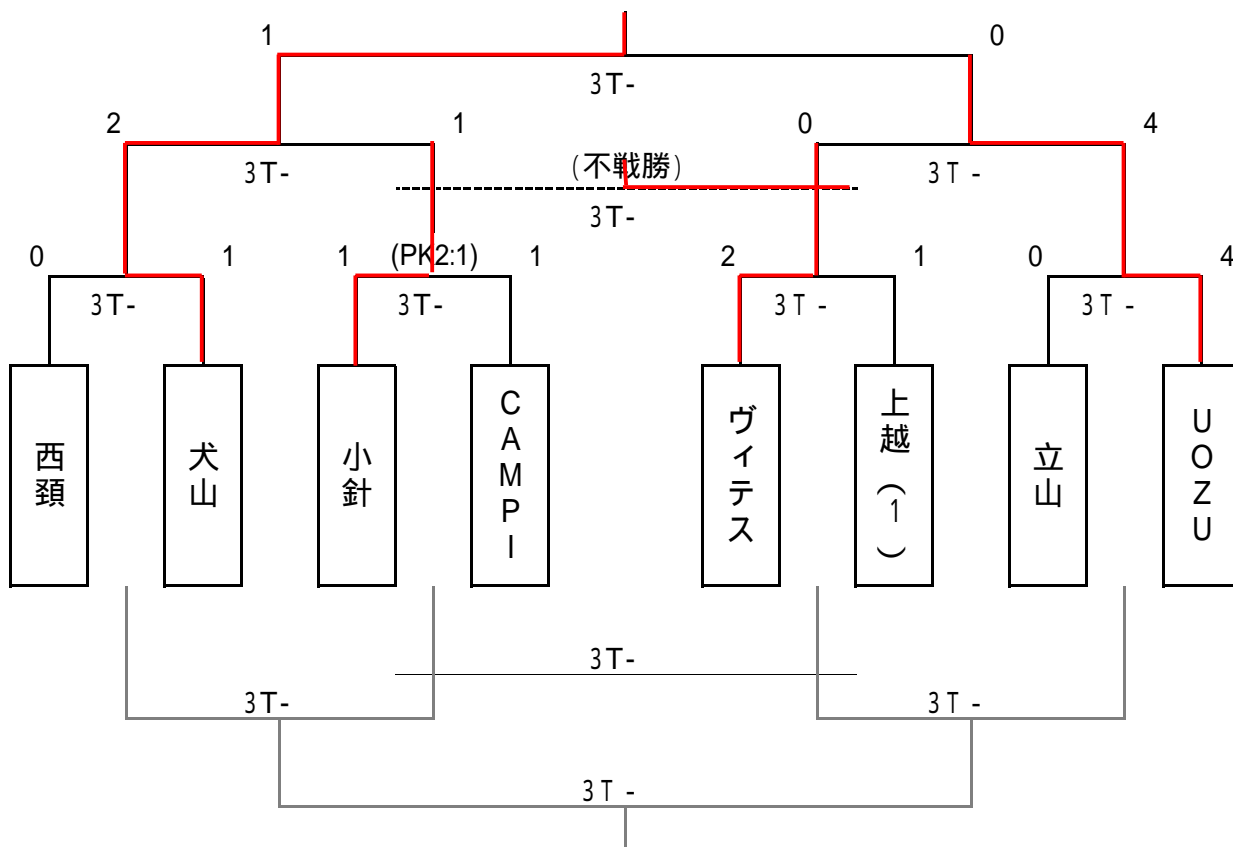 1 0
3T-
2 1 0 4
(不戦勝)
3T- 3T -
3T-
0 1 1 (PK2:1) 1 2 1 0 4
3T- 3T- 3T - 3T -
西頚
犬山
小針
CAMPI
ヴィテス
上越(1)
立山
UOZU
3T-
3T- 3T -
3T -